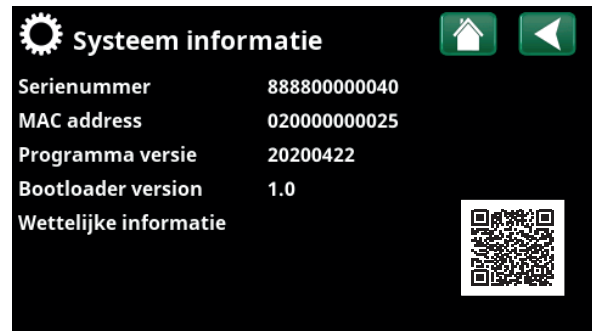 Systeem informatie
Serienummer 888800000040
MAC address 020000000025
Programma versie 20200422
Bootloader version 1.0
Wettelijke informatie